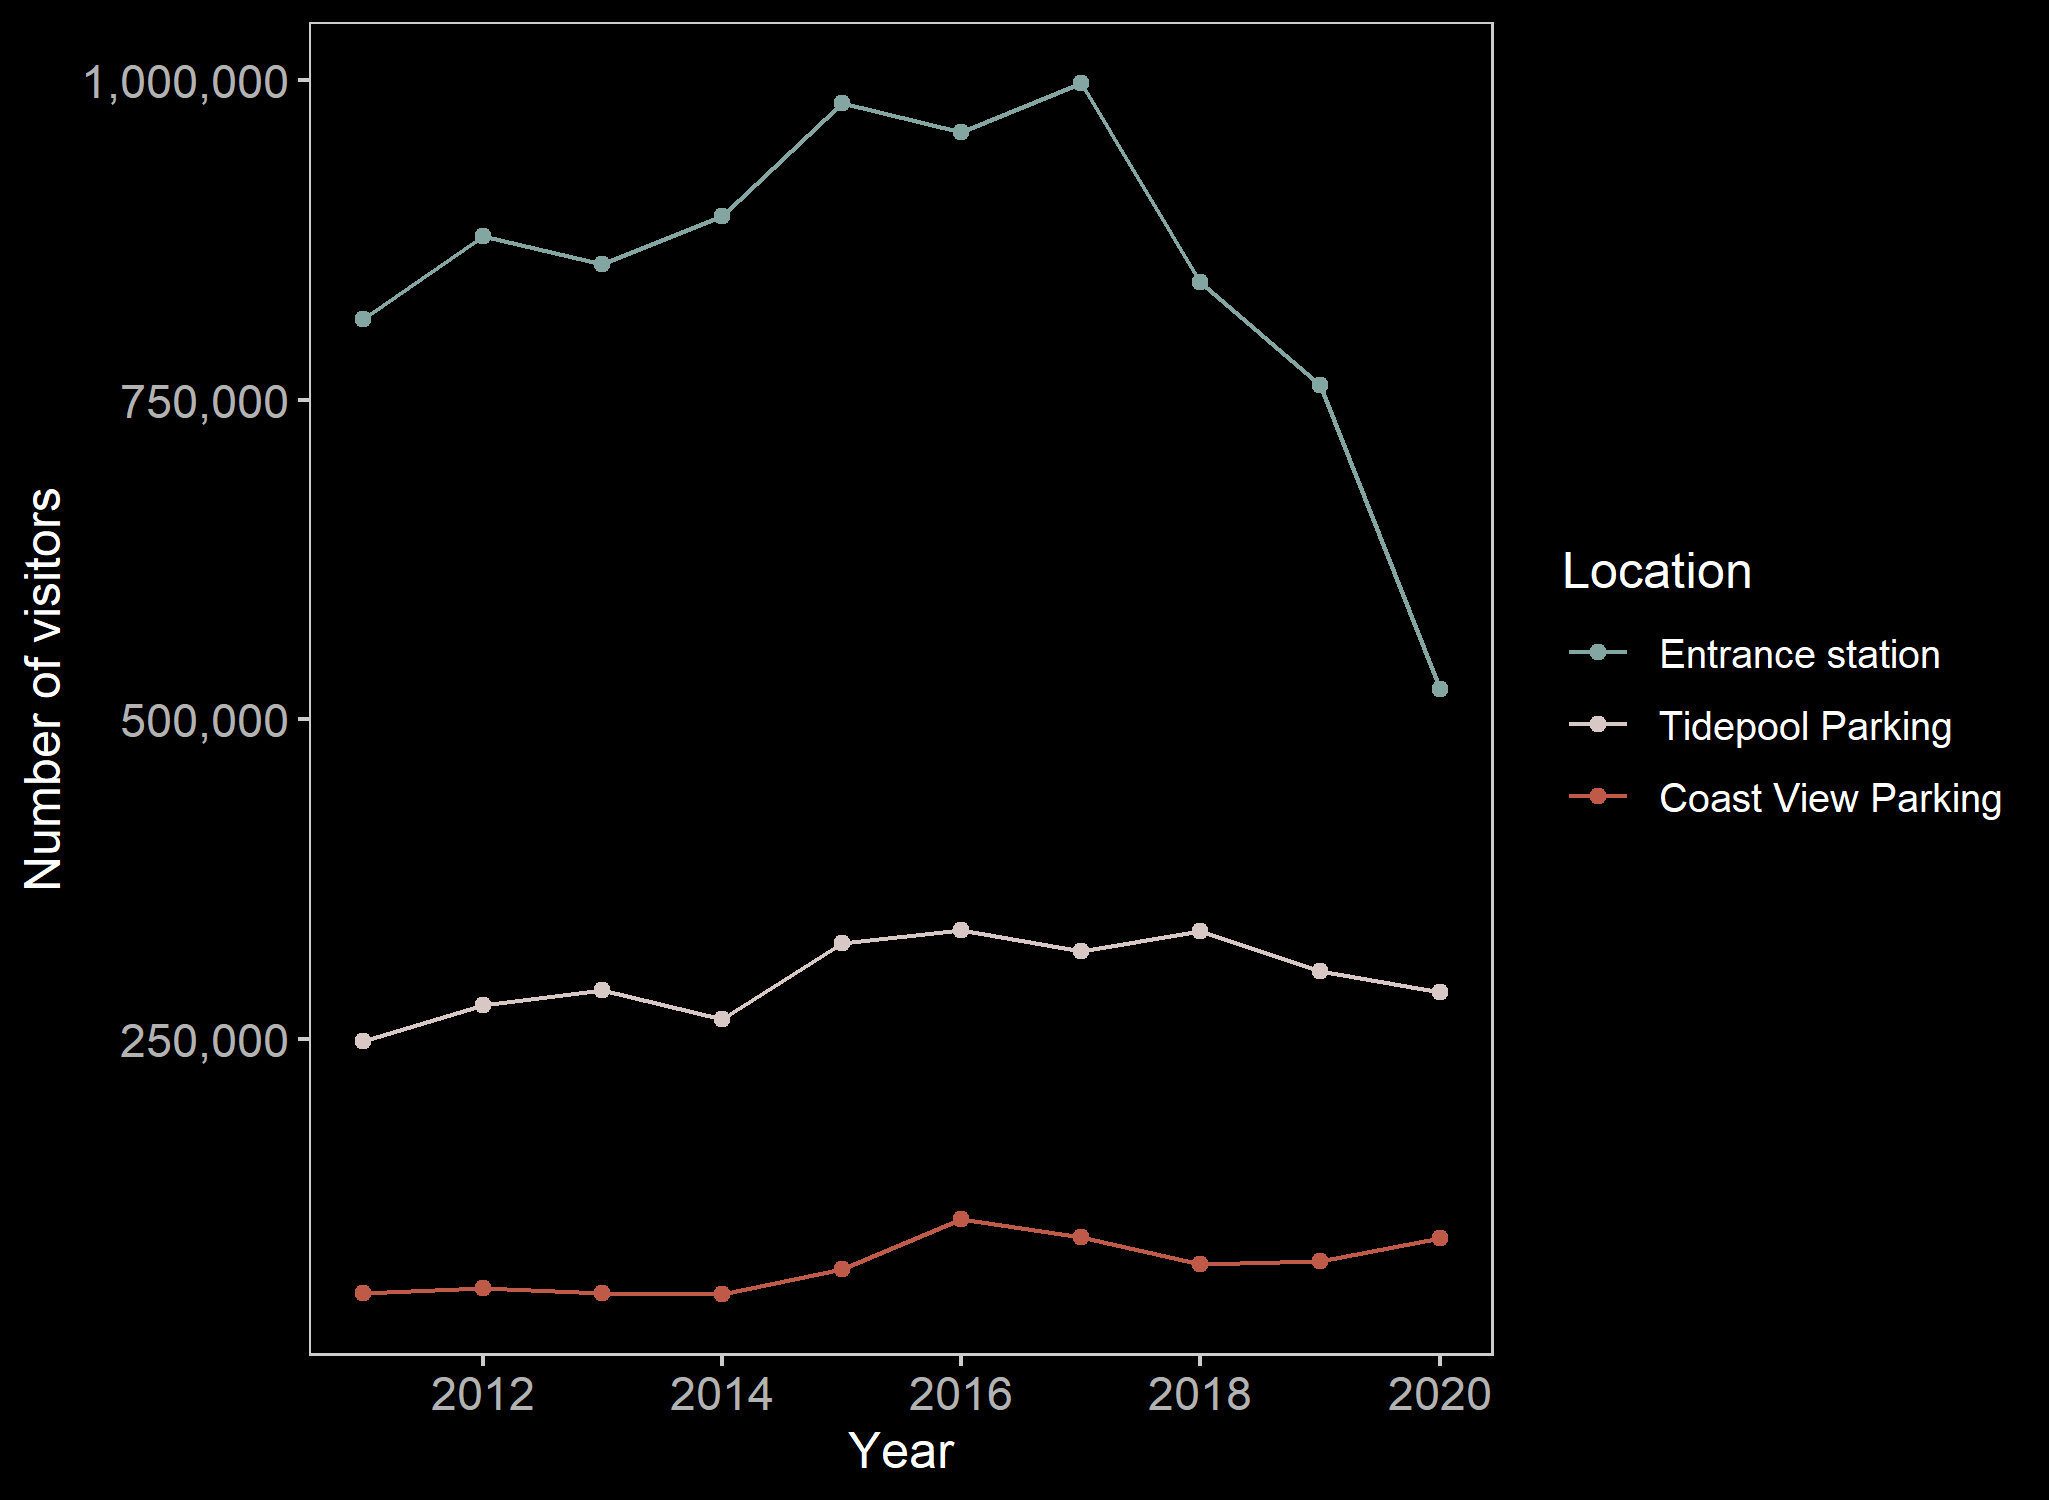 1,000,000
750,000
500,000
250,000
Number of visitors
2012 2014 2016 2018 2020
Year
Location
Entrance station
Tidepool Parking
Coast View Parking